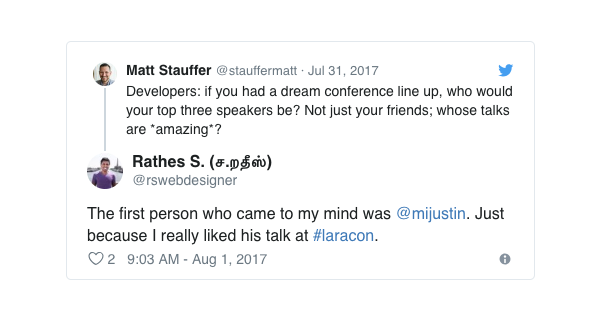 Matt Stauffer @stauffermatt · Jul 31, 2017
Developers: if you had a dream conference line up, who would
your top three speakers be? Not just your friends; whose talks
are *amazing*?
Rathes S. (ச.றதீஸ்)
@rswebdesigner
The first person who came to my mind was @mijustin. Just
because I really liked his talk at #laracon.
2 9:03 AM - Aug 1, 2017